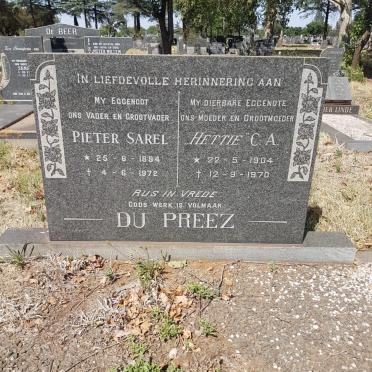 De BEER
IN LIEFDEVOLLE HERINNERING AAN
MY EGGENOOT
ONS VADER EN GROOTVADER
PIETER SAREL
* 25-6-1894
✝ 4-6-1972
MY DIERBARE EGGENOTE
ONS MOEDER EN GROOTMOEDER
HETTIE C.A.
* 22-5-1904
✝ 12-9-1970
RUS IN VREDE
GODS WERK IS VOLMAAK
DU PREEZ